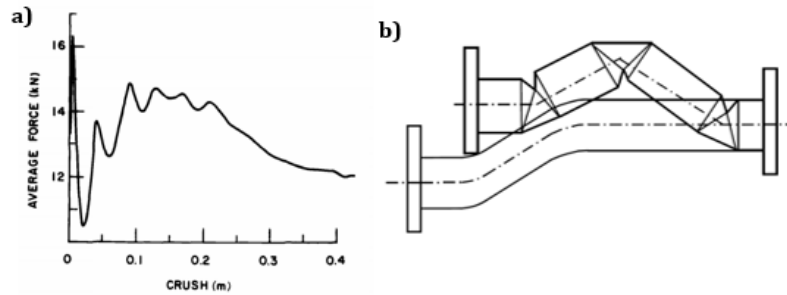 a)
b)
AVERAGE FORCE (kN)
16
14
12
0
0.1
0.2
0.3
0.4
CRUSH (m)